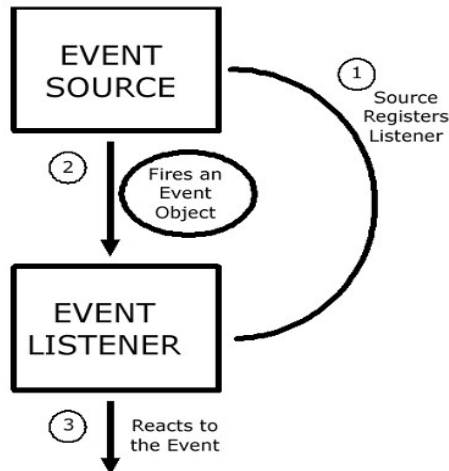 EVENT
SOURCE
1
Source
Registers
Listener
2
Fires an
Event
Object
EVENT
LISTENER
3
Reacts to
the Event